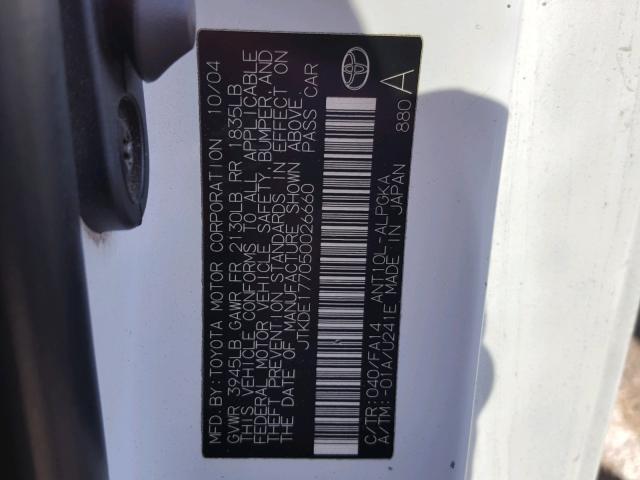 MFD. BY: TOYOTA MOTOR CORPORATION 10/04
GVWR 3945LB GAWR FR 2130LB RR 1835LB
THIS VEHICLE CONFORMS TO ALL APPLICABLE
FEDERAL MOTOR VEHICLE SAFETY, BUMPER, AND
THEFT PREVENTION STANDARDS IN EFFECT ON
THE DATE OF MANUFACTURE SHOWN ABOVE.
JTKDE177050026660 PASS CAR
C/TR: 040/FA14 ANT10L-ALPGKA 880 A
A/TM: -01A/U241E MADE IN JAPAN